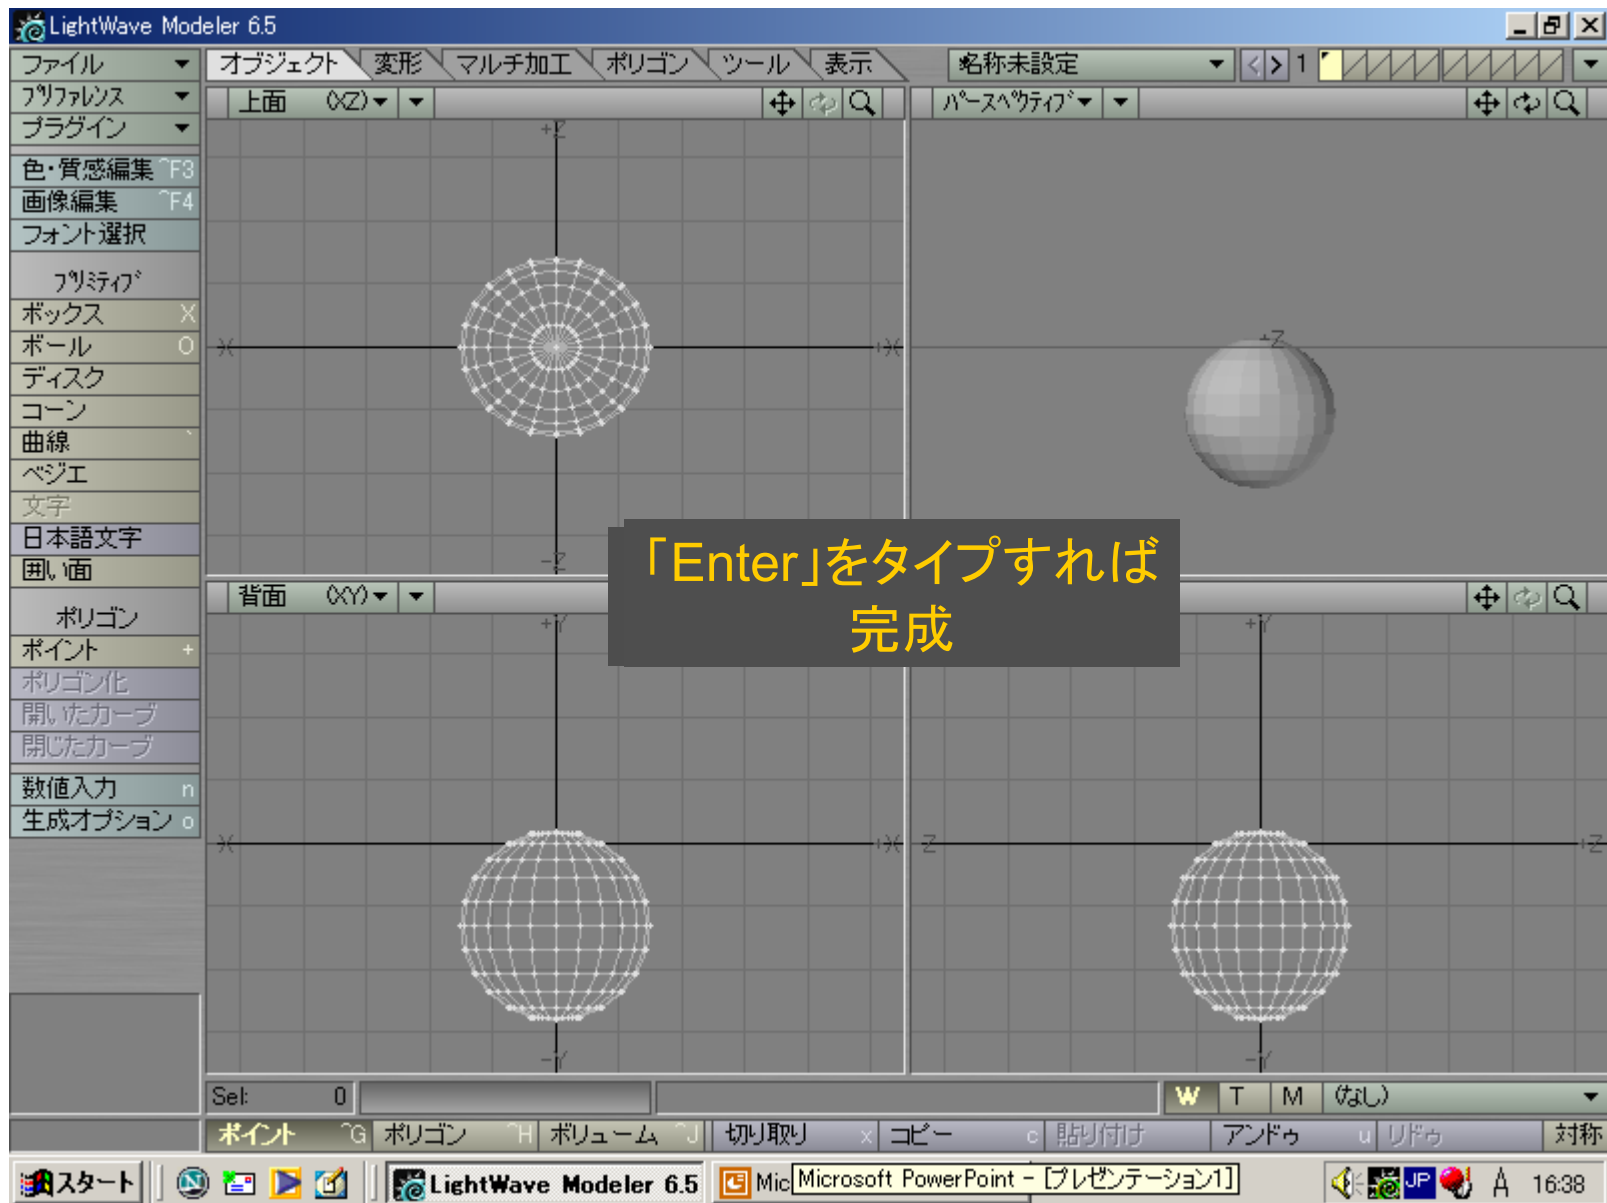 LightWave Modeler 6.5
ファイル
プリファレンス
プラグイン
オブジェクト 変形 マルチ加工 ポリゴン ツール 表示
名称未設定 < > 1
上面 (XZ)
パースペクティブ
色・質感編集 ^F3
画像編集 ^F4
フォント選択
プリミティブ
ボックス X
ボール O
ディスク
コーン
曲線 `
ベジエ
文字
日本語文字
囲い面
ポリゴン
ポイント +
ポリゴン化
開いたカーブ
閉じたカーブ
数値入力 n
生成オプション o
+Z
-X +X
-Z
+Z
「Enter」をタイプすれば
完成
背面 (XY)
+Y
-X +X
-Y
+Y
-Z +Z
-Y
Sel: 0
W T M (なし)
ポイント ^G ポリゴン ^H ボリューム ^J 切り取り x コピー c 貼り付け アンドゥ u リドゥ 対称
スタート
LightWave Modeler 6.5
Mic
Microsoft PowerPoint - [プレゼンテーション1]
JP A 16:38